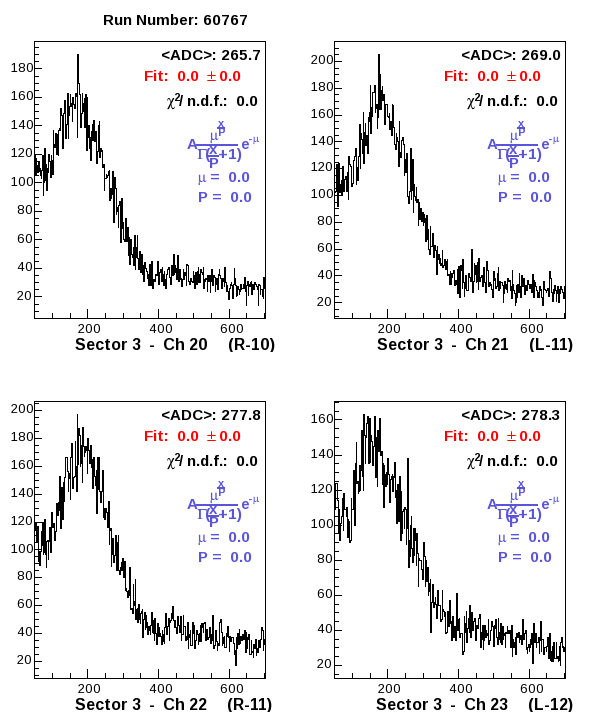 Run Number: 60767
<ADC>: 265.7
Fit: 0.0 ±0.0
χ²/ n.d.f.: 0.0
A μ^(x/P) / Γ(x/P+1) e^-μ
μ = 0.0
P = 0.0
180
160
140
120
100
80
60
40
20
200 400 600
Sector 3 - Ch 20 (R-10)
<ADC>: 269.0
Fit: 0.0 ±0.0
χ²/ n.d.f.: 0.0
A μ^(x/P) / Γ(x/P+1) e^-μ
μ = 0.0
P = 0.0
200
180
160
140
120
100
80
60
40
20
200 400 600
Sector 3 - Ch 21 (L-11)
<ADC>: 277.8
Fit: 0.0 ±0.0
χ²/ n.d.f.: 0.0
A μ^(x/P) / Γ(x/P+1) e^-μ
μ = 0.0
P = 0.0
200
180
160
140
120
100
80
60
40
20
200 400 600
Sector 3 - Ch 22 (R-11)
<ADC>: 278.3
Fit: 0.0 ±0.0
χ²/ n.d.f.: 0.0
A μ^(x/P) / Γ(x/P+1) e^-μ
μ = 0.0
P = 0.0
160
140
120
100
80
60
40
20
200 400 600
Sector 3 - Ch 23 (L-12)